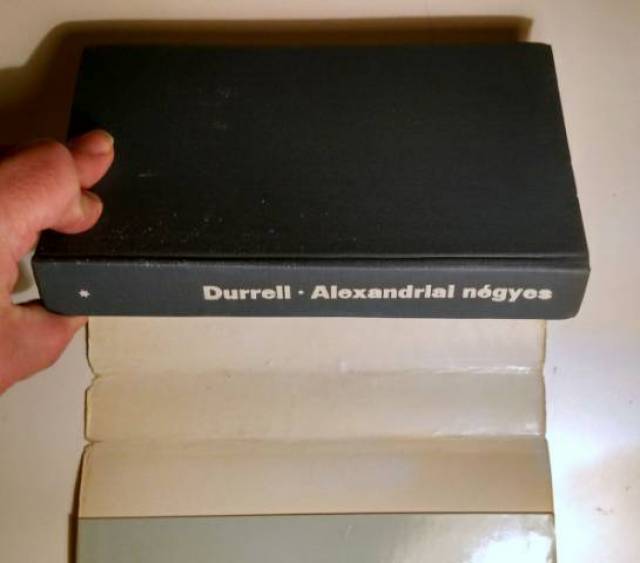 * Durrell · Alexandriai négyes